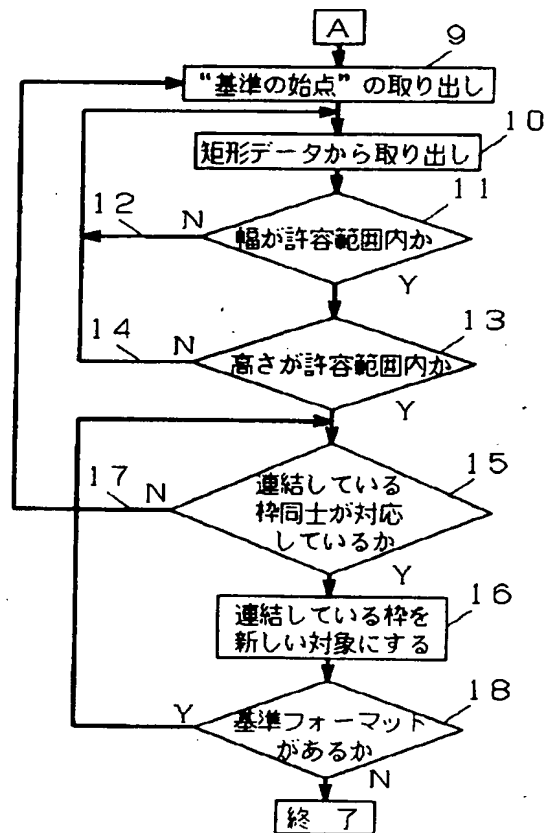 A
9
“基準の始点”の取り出し
10
矩形データから取り出し
11
12
N
幅が許容範囲内か
Y
13
14
N
高さが許容範囲内か
Y
15
17
N
連結している
枠同士が対応
しているか
Y
16
連結している枠を
新しい対象にする
18
Y
基準フォーマット
があるか
N
終 了